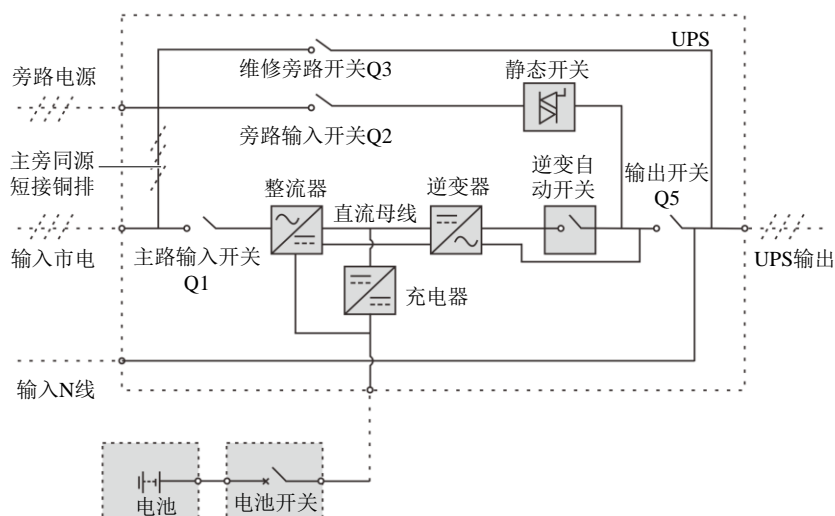 UPS
维修旁路开关Q3
静态开关
旁路电源
旁路输入开关Q2
主旁同源
短接铜排
整流器
直流母线
逆变器
逆变自
动开关
输出开关
Q5
输入市电
主路输入开关
Q1
充电器
UPS输出
输入N线
电池
电池开关